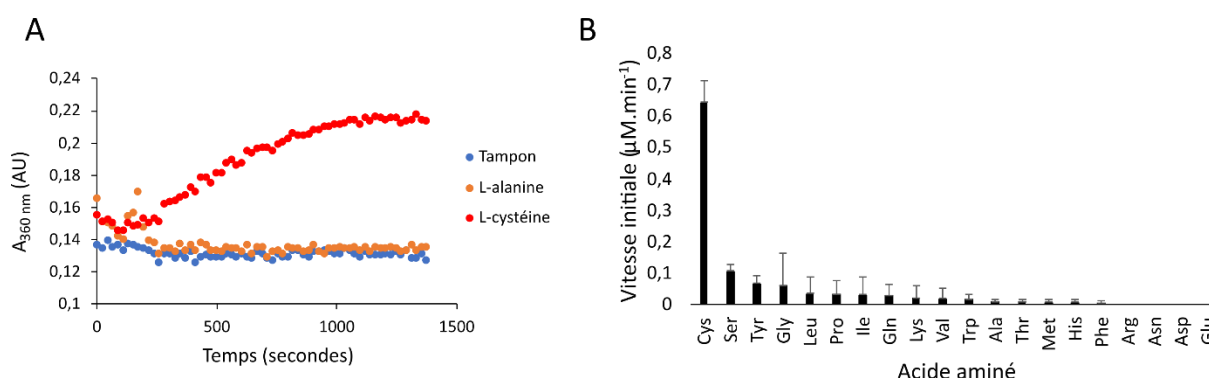 A
A360 nm (AU)
0,24
0,22
0,2
0,18
0,16
0,14
0,12
0,1
0
500
1000
1500
Temps (secondes)
Tampon
L-alanine
L-cystéine
B
Vitesse initiale (µM.min-1)
0,8
0,7
0,6
0,5
0,4
0,3
0,2
0,1
0
Cys
Ser
Tyr
Gly
Leu
Pro
Ile
Gln
Lys
Val
Trp
Ala
Thr
Met
His
Phe
Arg
Asn
Asp
Glu
Acide aminé